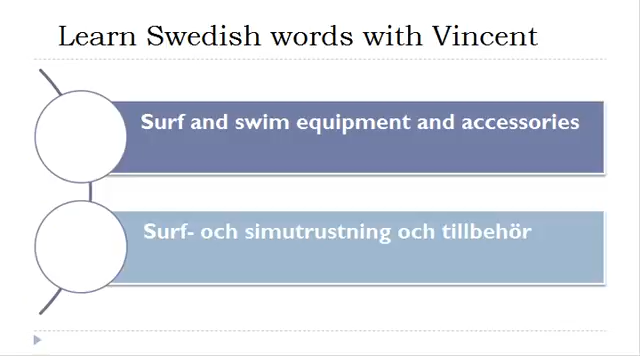 Learn Swedish words with Vincent
Surf and swim equipment and accessories
Surf- och simutrustning och tillbehör